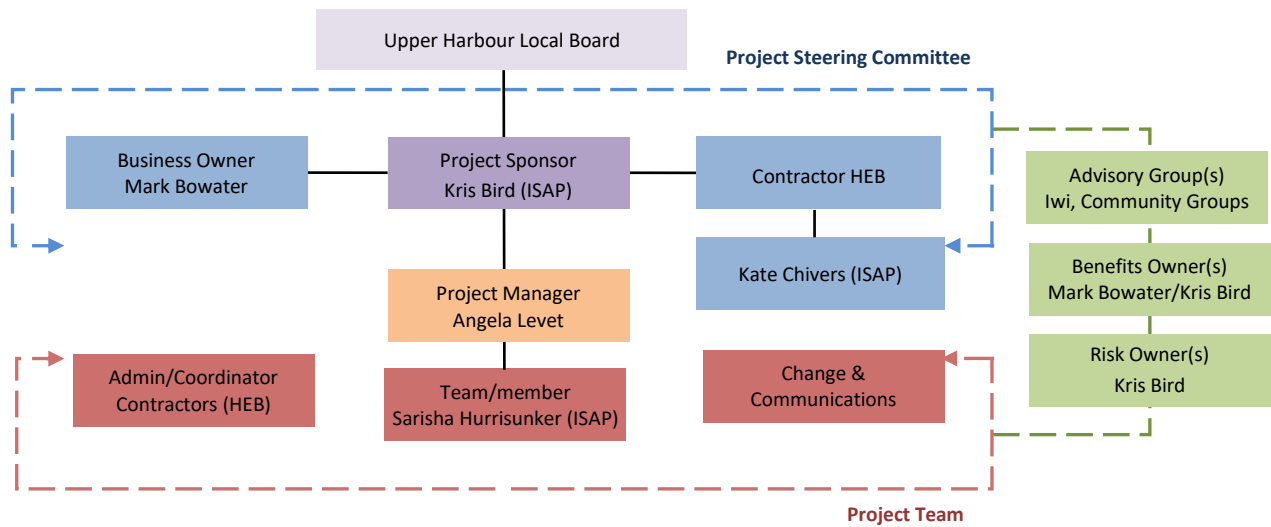 Upper Harbour Local Board
Project Steering Committee
Business Owner
Mark Bowater
Project Sponsor
Kris Bird (ISAP)
Contractor HEB
Advisory Group(s)
Iwi, Community Groups
Kate Chivers (ISAP)
Benefits Owner(s)
Mark Bowater/Kris Bird
Project Manager
Angela Levet
Risk Owner(s)
Kris Bird
Admin/Coordinator
Contractors (HEB)
Team/member
Sarisha Hurrisunker (ISAP)
Change &
Communications
Project Team